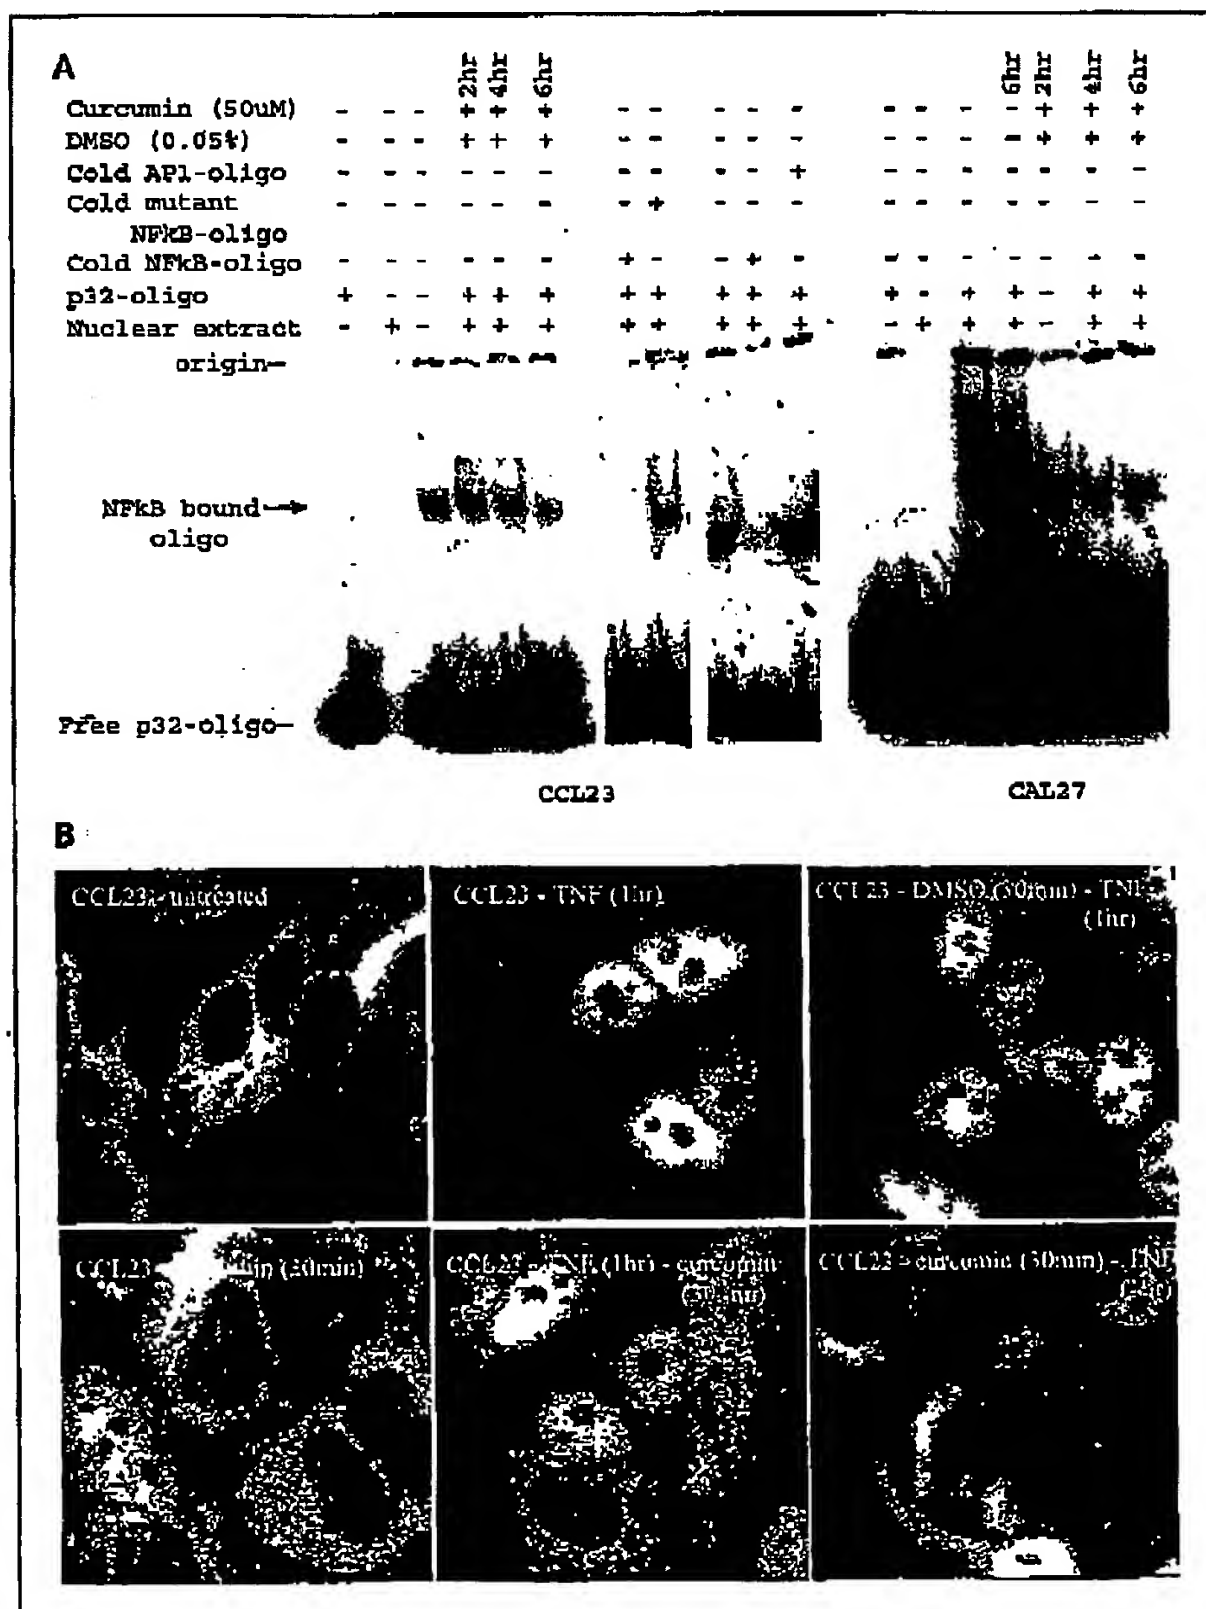 A
+2hr +4hr +6hr 6hr +2hr 4hr 6hr
Curcumin (50uM) - - - + + + - - - - + - - - - + + +
DMSO (0.05%) - - - + + + - - - - - - - - - + + +
Cold AP1-oligo - - - - - - - - - - + - - - - - - -
Cold mutant - - - - - - - + - - - - - - - - - -
NFkB-oligo
Cold NFkB-oligo - - - - - - + - - + - - - - - - - -
p32-oligo + - - + + + + + + + + + - + + - + +
Nuclear extract - + - + + + + + + + + - + + + - + +
origin-
NFkB bound
oligo
Free p32-oligo-
CCL23 CAL27
B
CCL23 - untreated CCL23 - TNF (1hr) CCL23 - DMSO (30min) - TNF
(1hr)
CCL23 (30min) CCL23 - TNF (1hr) - curcumin CCL23 - curcumin (30min) - TNF